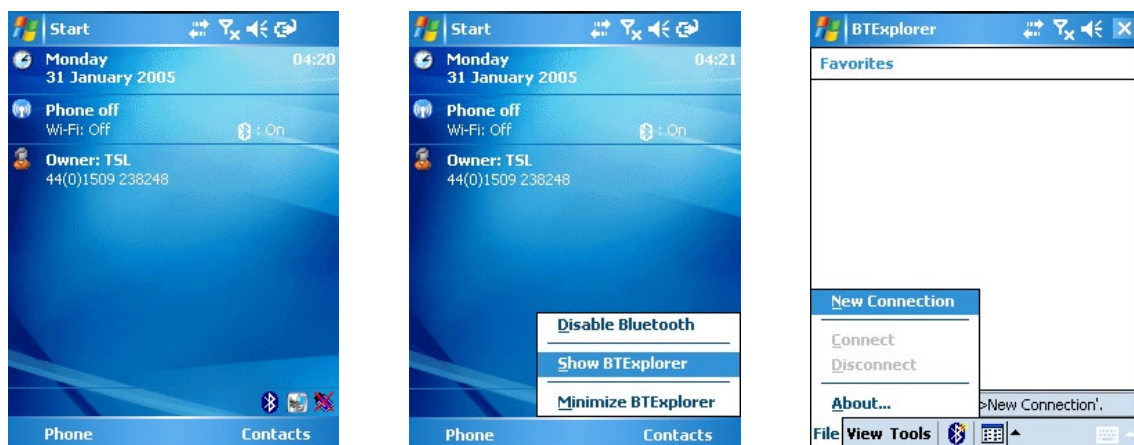 Start
Monday 04:20
31 January 2005
Phone off
Wi-Fi: Off : On
Owner: TSL
44(0)1509 238248
Phone Contacts
Start
Monday 04:21
31 January 2005
Phone off
Wi-Fi: Off : On
Owner: TSL
44(0)1509 238248
Disable Bluetooth
Show BTExplorer
Minimize BTExplorer
Phone Contacts
BTExplorer
Favorites
New Connection
Connect
Disconnect
About... >New Connection'.
File View Tools